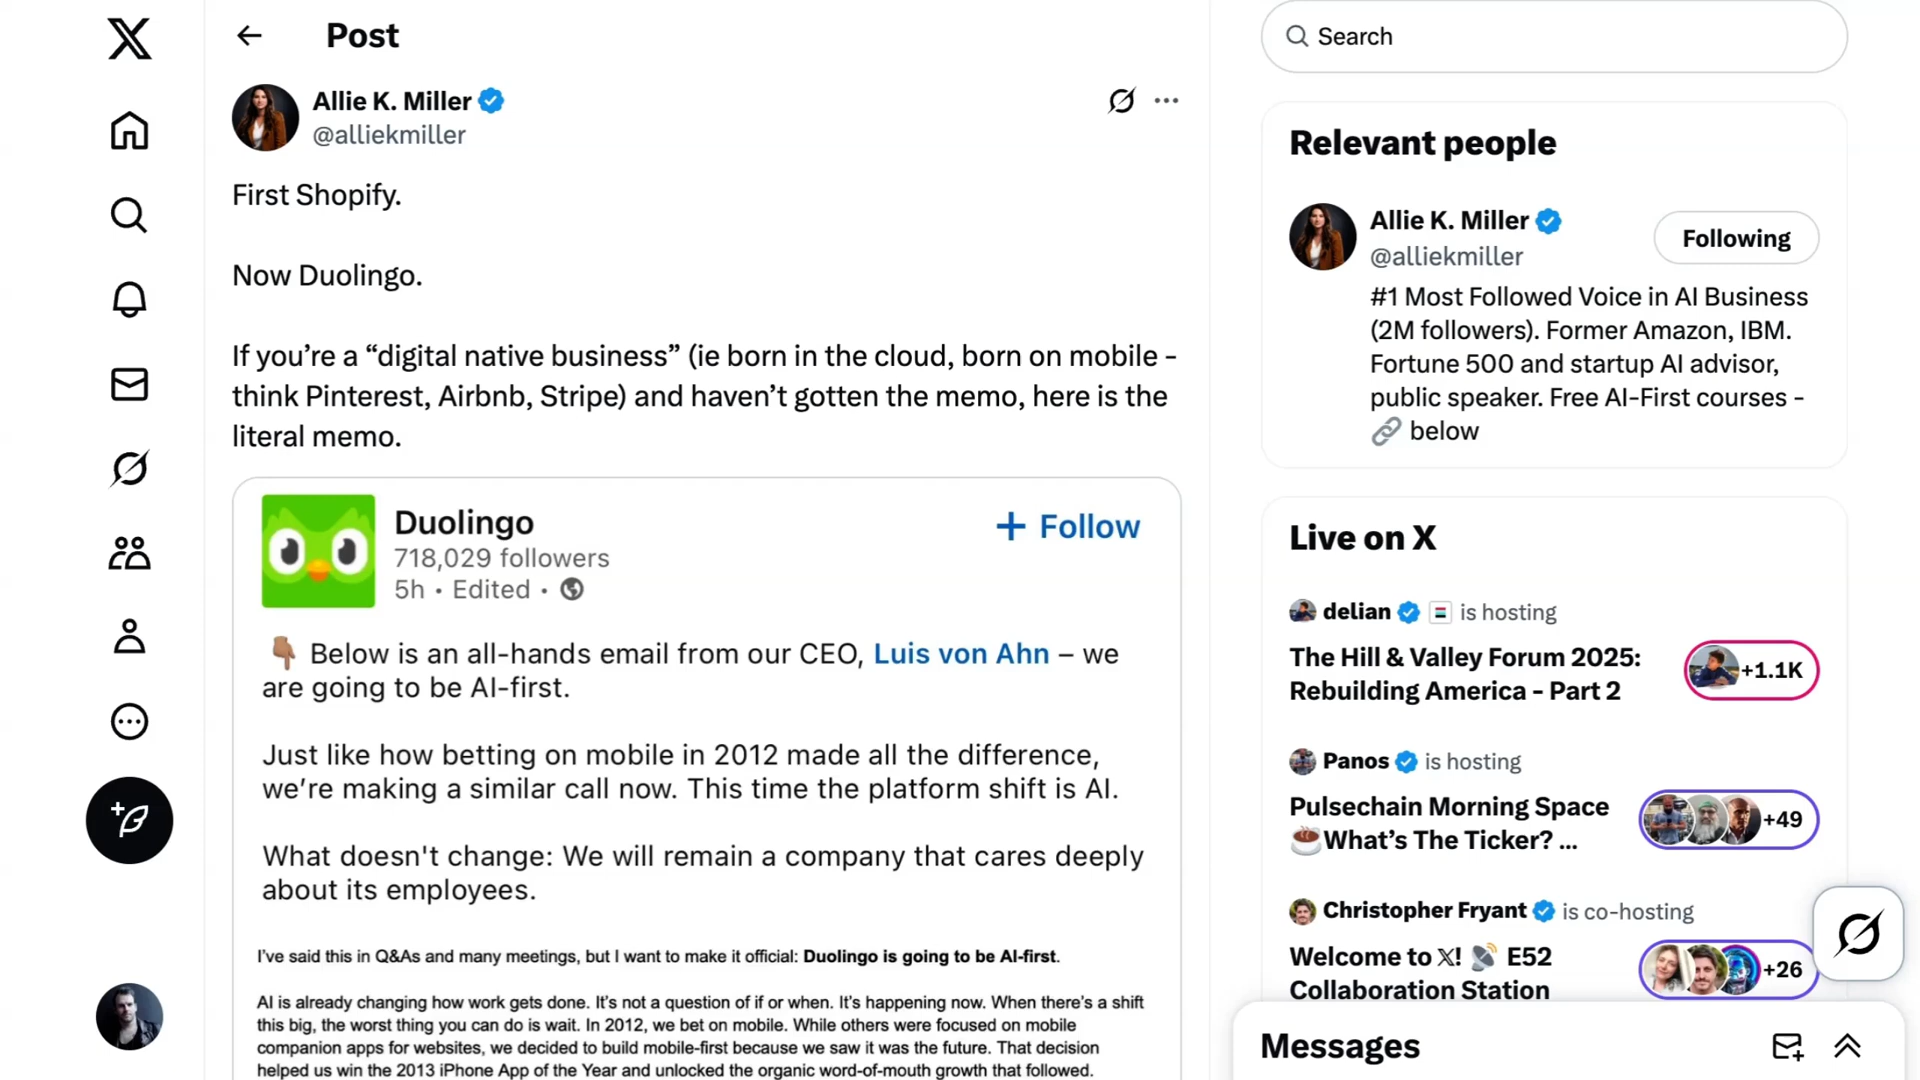 Post
Allie K. Miller
@alliekmiller
First Shopify.
Now Duolingo.
If you’re a “digital native business” (ie born in the cloud, born on mobile -
think Pinterest, Airbnb, Stripe) and haven’t gotten the memo, here is the
literal memo.
Duolingo
718,029 followers
5h • Edited •
+ Follow
Below is an all-hands email from our CEO, Luis von Ahn – we
are going to be AI-first.
Just like how betting on mobile in 2012 made all the difference,
we’re making a similar call now. This time the platform shift is AI.
What doesn't change: We will remain a company that cares deeply
about its employees.
I’ve said this in Q&As and many meetings, but I want to make it official: Duolingo is going to be AI-first.
AI is already changing how work gets done. It’s not a question of if or when. It’s happening now. When there’s a shift
this big, the worst thing you can do is wait. In 2012, we bet on mobile. While others were focused on mobile
companion apps for websites, we decided to build mobile-first because we saw it was the future. That decision
helped us win the 2013 iPhone App of the Year and unlocked the organic word-of-mouth growth that followed.
Search
Relevant people
Allie K. Miller
@alliekmiller
Following
#1 Most Followed Voice in AI Business
(2M followers). Former Amazon, IBM.
Fortune 500 and startup AI advisor,
public speaker. Free AI-First courses -
🔗 below
Live on X
delian is hosting
The Hill & Valley Forum 2025:
Rebuilding America - Part 2
+1.1K
Panos is hosting
Pulsechain Morning Space
☕What’s The Ticker? ...
+49
Christopher Fryant is co-hosting
Welcome to 𝕏! 📡 E52
Collaboration Station
+26
Messages